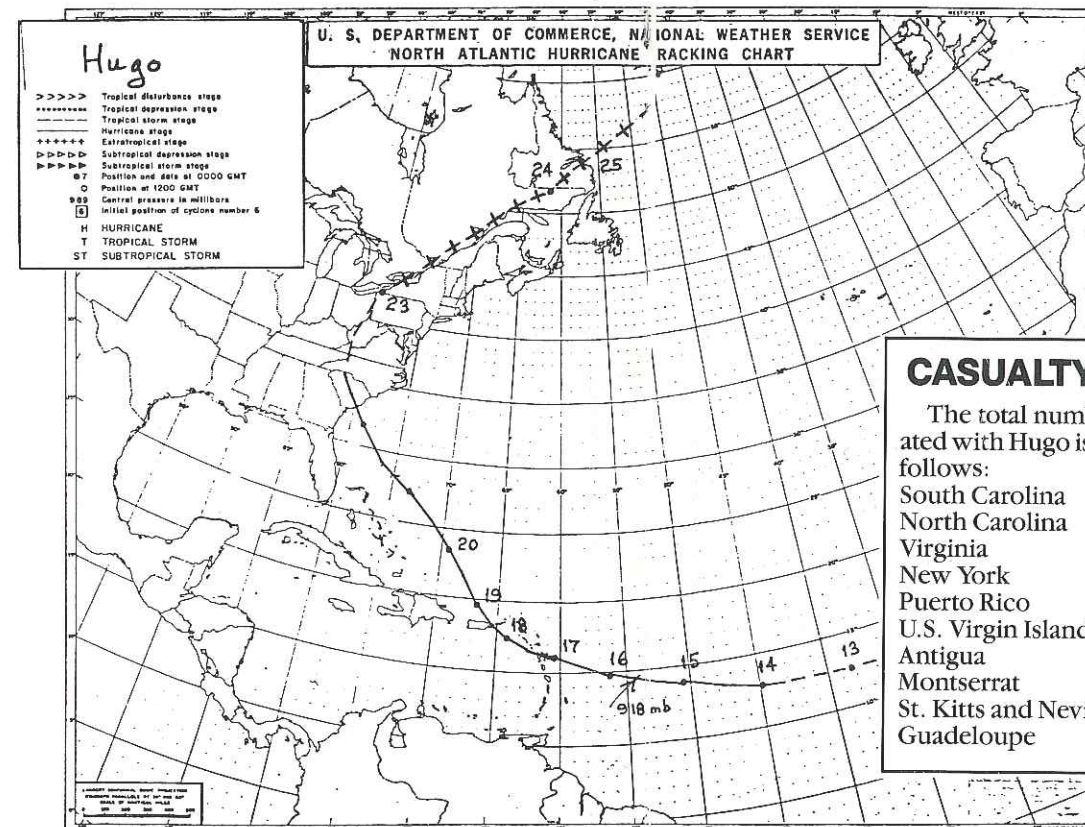 U. S. DEPARTMENT OF COMMERCE, NATIONAL WEATHER SERVICE
NORTH ATLANTIC HURRICANE TRACKING CHART
Hugo
>>>>> Tropical disturbance stage
Tropical depression stage
Tropical storm stage
Hurricane stage
+++++ Extratropical stage
▷▷▷▷▷ Subtropical depression stage
▶▶▶▶▶ Subtropical storm stage
●7 Position and date at 0000 GMT
○ Position at 1200 GMT
989 Central pressure in millibars
6 Initial position of cyclone number 6
H HURRICANE
T TROPICAL STORM
ST SUBTROPICAL STORM
24
25
23
20
19
18
17
16
15
14
13
918 mb
CASUALTY
The total num
ated with Hugo is
follows:
South Carolina
North Carolina
Virginia
New York
Puerto Rico
U.S. Virgin Island
Antigua
Montserrat
St. Kitts and Nevi
Guadeloupe